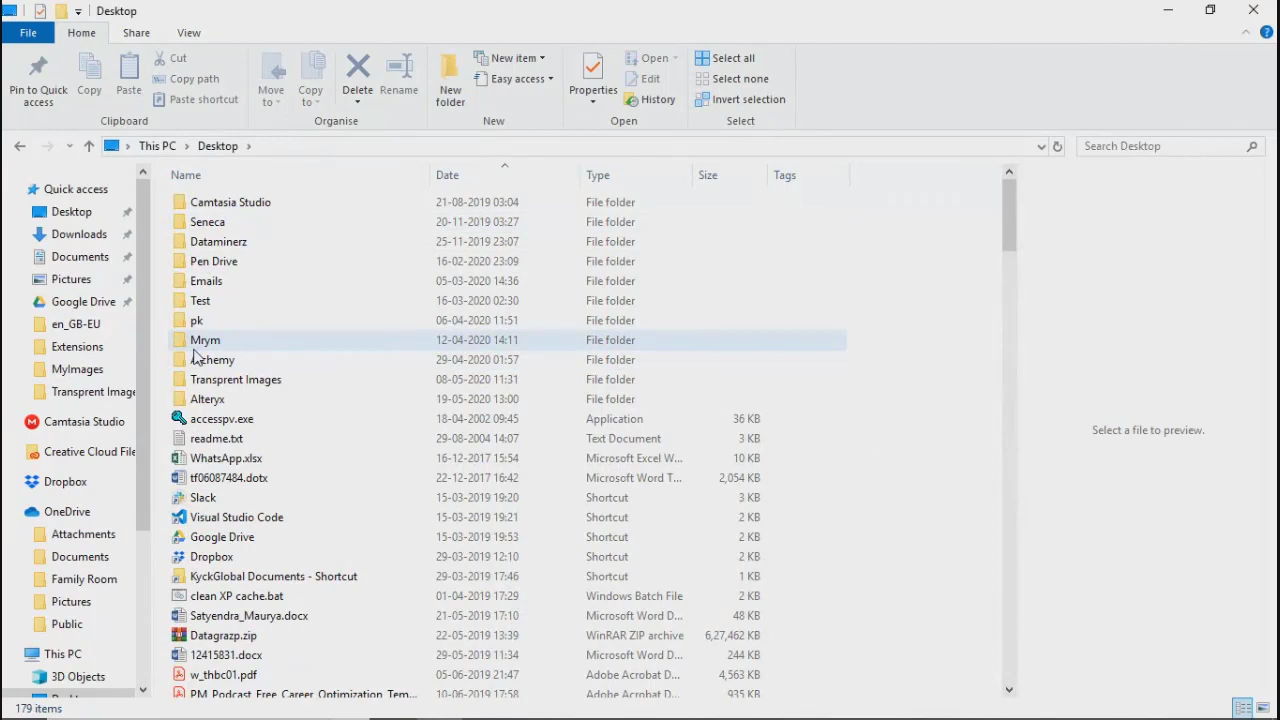 Desktop
File Home Share View
Pin to Quick access
Copy
Paste
Cut
Copy path
Paste shortcut
Clipboard
Move to
Copy to
Delete
Rename
Organise
New folder
New item
Easy access
New
Properties
Open
Edit
History
Open
Select all
Select none
Invert selection
Select
This PC Desktop
Search Desktop
Quick access
Desktop
Downloads
Documents
Pictures
Google Drive
en_GB-EU
Extensions
MyImages
Transprent Image
Camtasia Studio
Creative Cloud File
Dropbox
OneDrive
Attachments
Documents
Family Room
Pictures
Public
This PC
3D Objects
Name Date Type Size Tags
Camtasia Studio 21-08-2019 03:04 File folder
Seneca 20-11-2019 03:27 File folder
Dataminerz 25-11-2019 23:07 File folder
Pen Drive 16-02-2020 23:09 File folder
Emails 05-03-2020 14:36 File folder
Test 16-03-2020 02:30 File folder
pk 06-04-2020 11:51 File folder
Mrym 12-04-2020 14:11 File folder
29-04-2020 01:57 File folder
Transprent Images 08-05-2020 11:31 File folder
Alteryx 19-05-2020 13:00 File folder
accesspv.exe 18-04-2002 09:45 Application 36 KB
readme.txt 29-08-2004 14:07 Text Document 3 KB
WhatsApp.xlsx 16-12-2017 15:54 Microsoft Excel W... 10 KB
tf06087484.dotx 22-12-2017 16:42 Microsoft Word T... 2,054 KB
Slack 15-03-2019 19:20 Shortcut 3 KB
Visual Studio Code 15-03-2019 19:21 Shortcut 2 KB
Google Drive 15-03-2019 19:53 Shortcut 2 KB
Dropbox 29-03-2019 12:10 Shortcut 2 KB
KyckGlobal Documents - Shortcut 29-03-2019 17:46 Shortcut 1 KB
clean XP cache.bat 01-04-2019 17:29 Windows Batch File 2 KB
Satyendra_Maurya.docx 21-05-2019 17:10 Microsoft Word D... 48 KB
Datagrazp.zip 22-05-2019 13:39 WinRAR ZIP archive 6,27,462 KB
12415831.docx 29-05-2019 11:34 Microsoft Word D... 244 KB
w_thbc01.pdf 05-06-2019 21:47 Adobe Acrobat D... 4,563 KB
PM_Podcast_Free_Career_Optimization_Tem... 10-06-2019 17:58 Adobe Acrobat D... 935 KB
Select a file to preview.
179 items